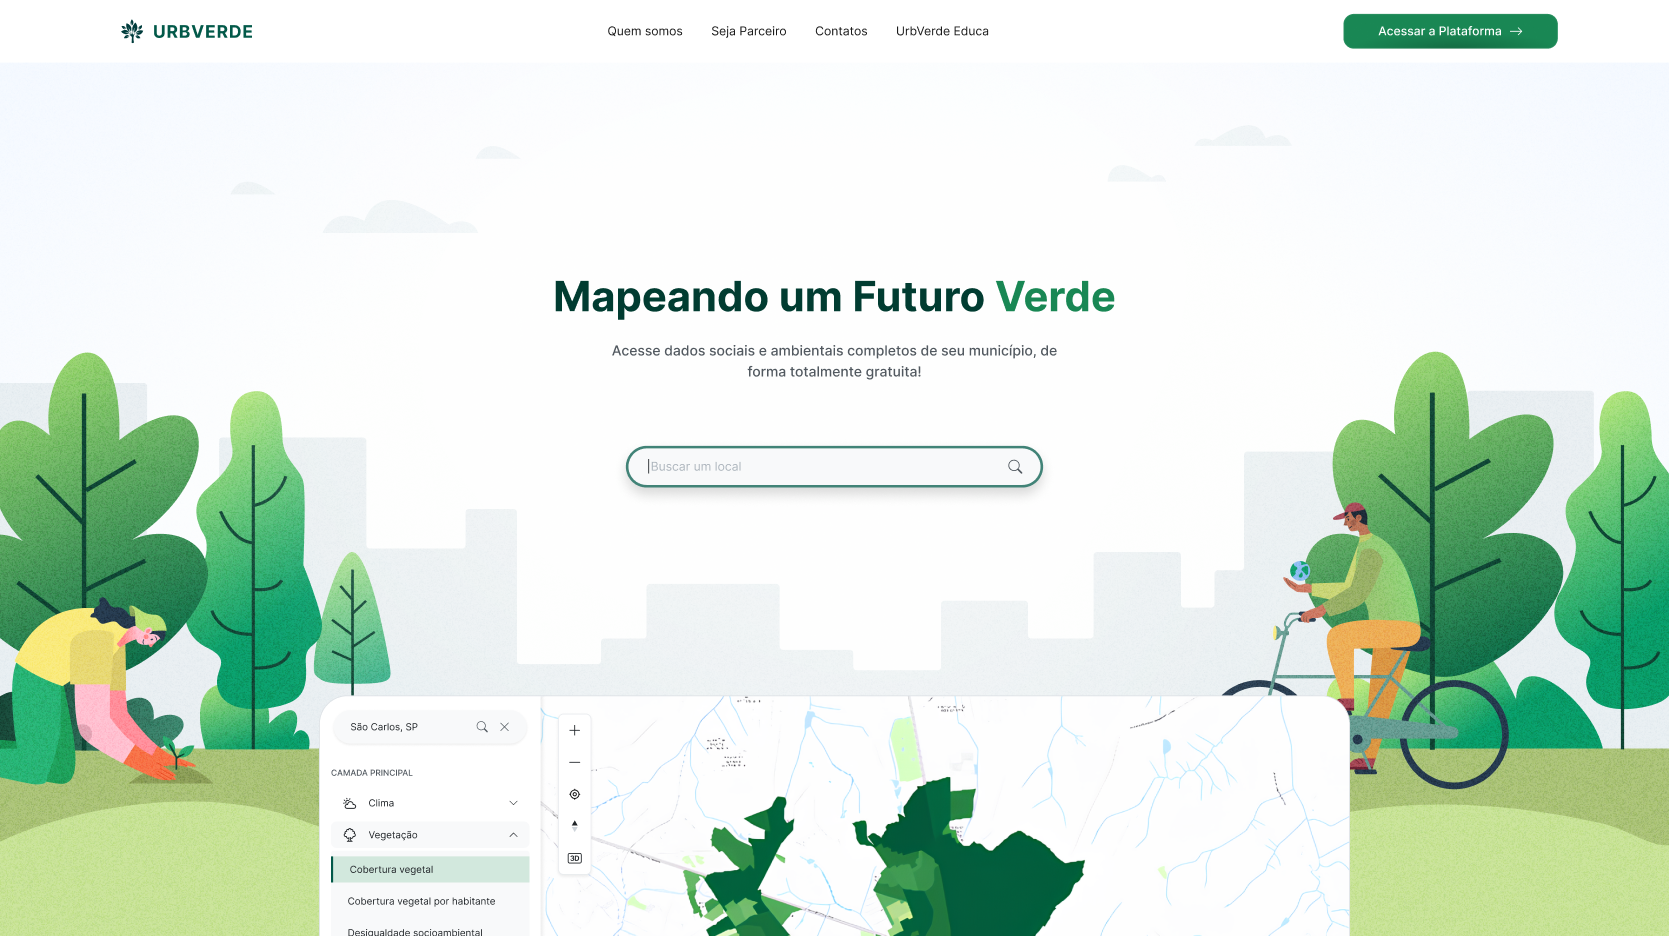 URBVERDE
Quem somos
Seja Parceiro
Contatos
UrbVerde Educa
Acessar a Plataforma
Mapeando um Futuro Verde
Acesse dados sociais e ambientais completos de seu município, de
forma totalmente gratuita!
Buscar um local
São Carlos, SP
CAMADA PRINCIPAL
Clima
Vegetação
Cobertura vegetal
Cobertura vegetal por habitante
Desigualdade socioambiental
3D